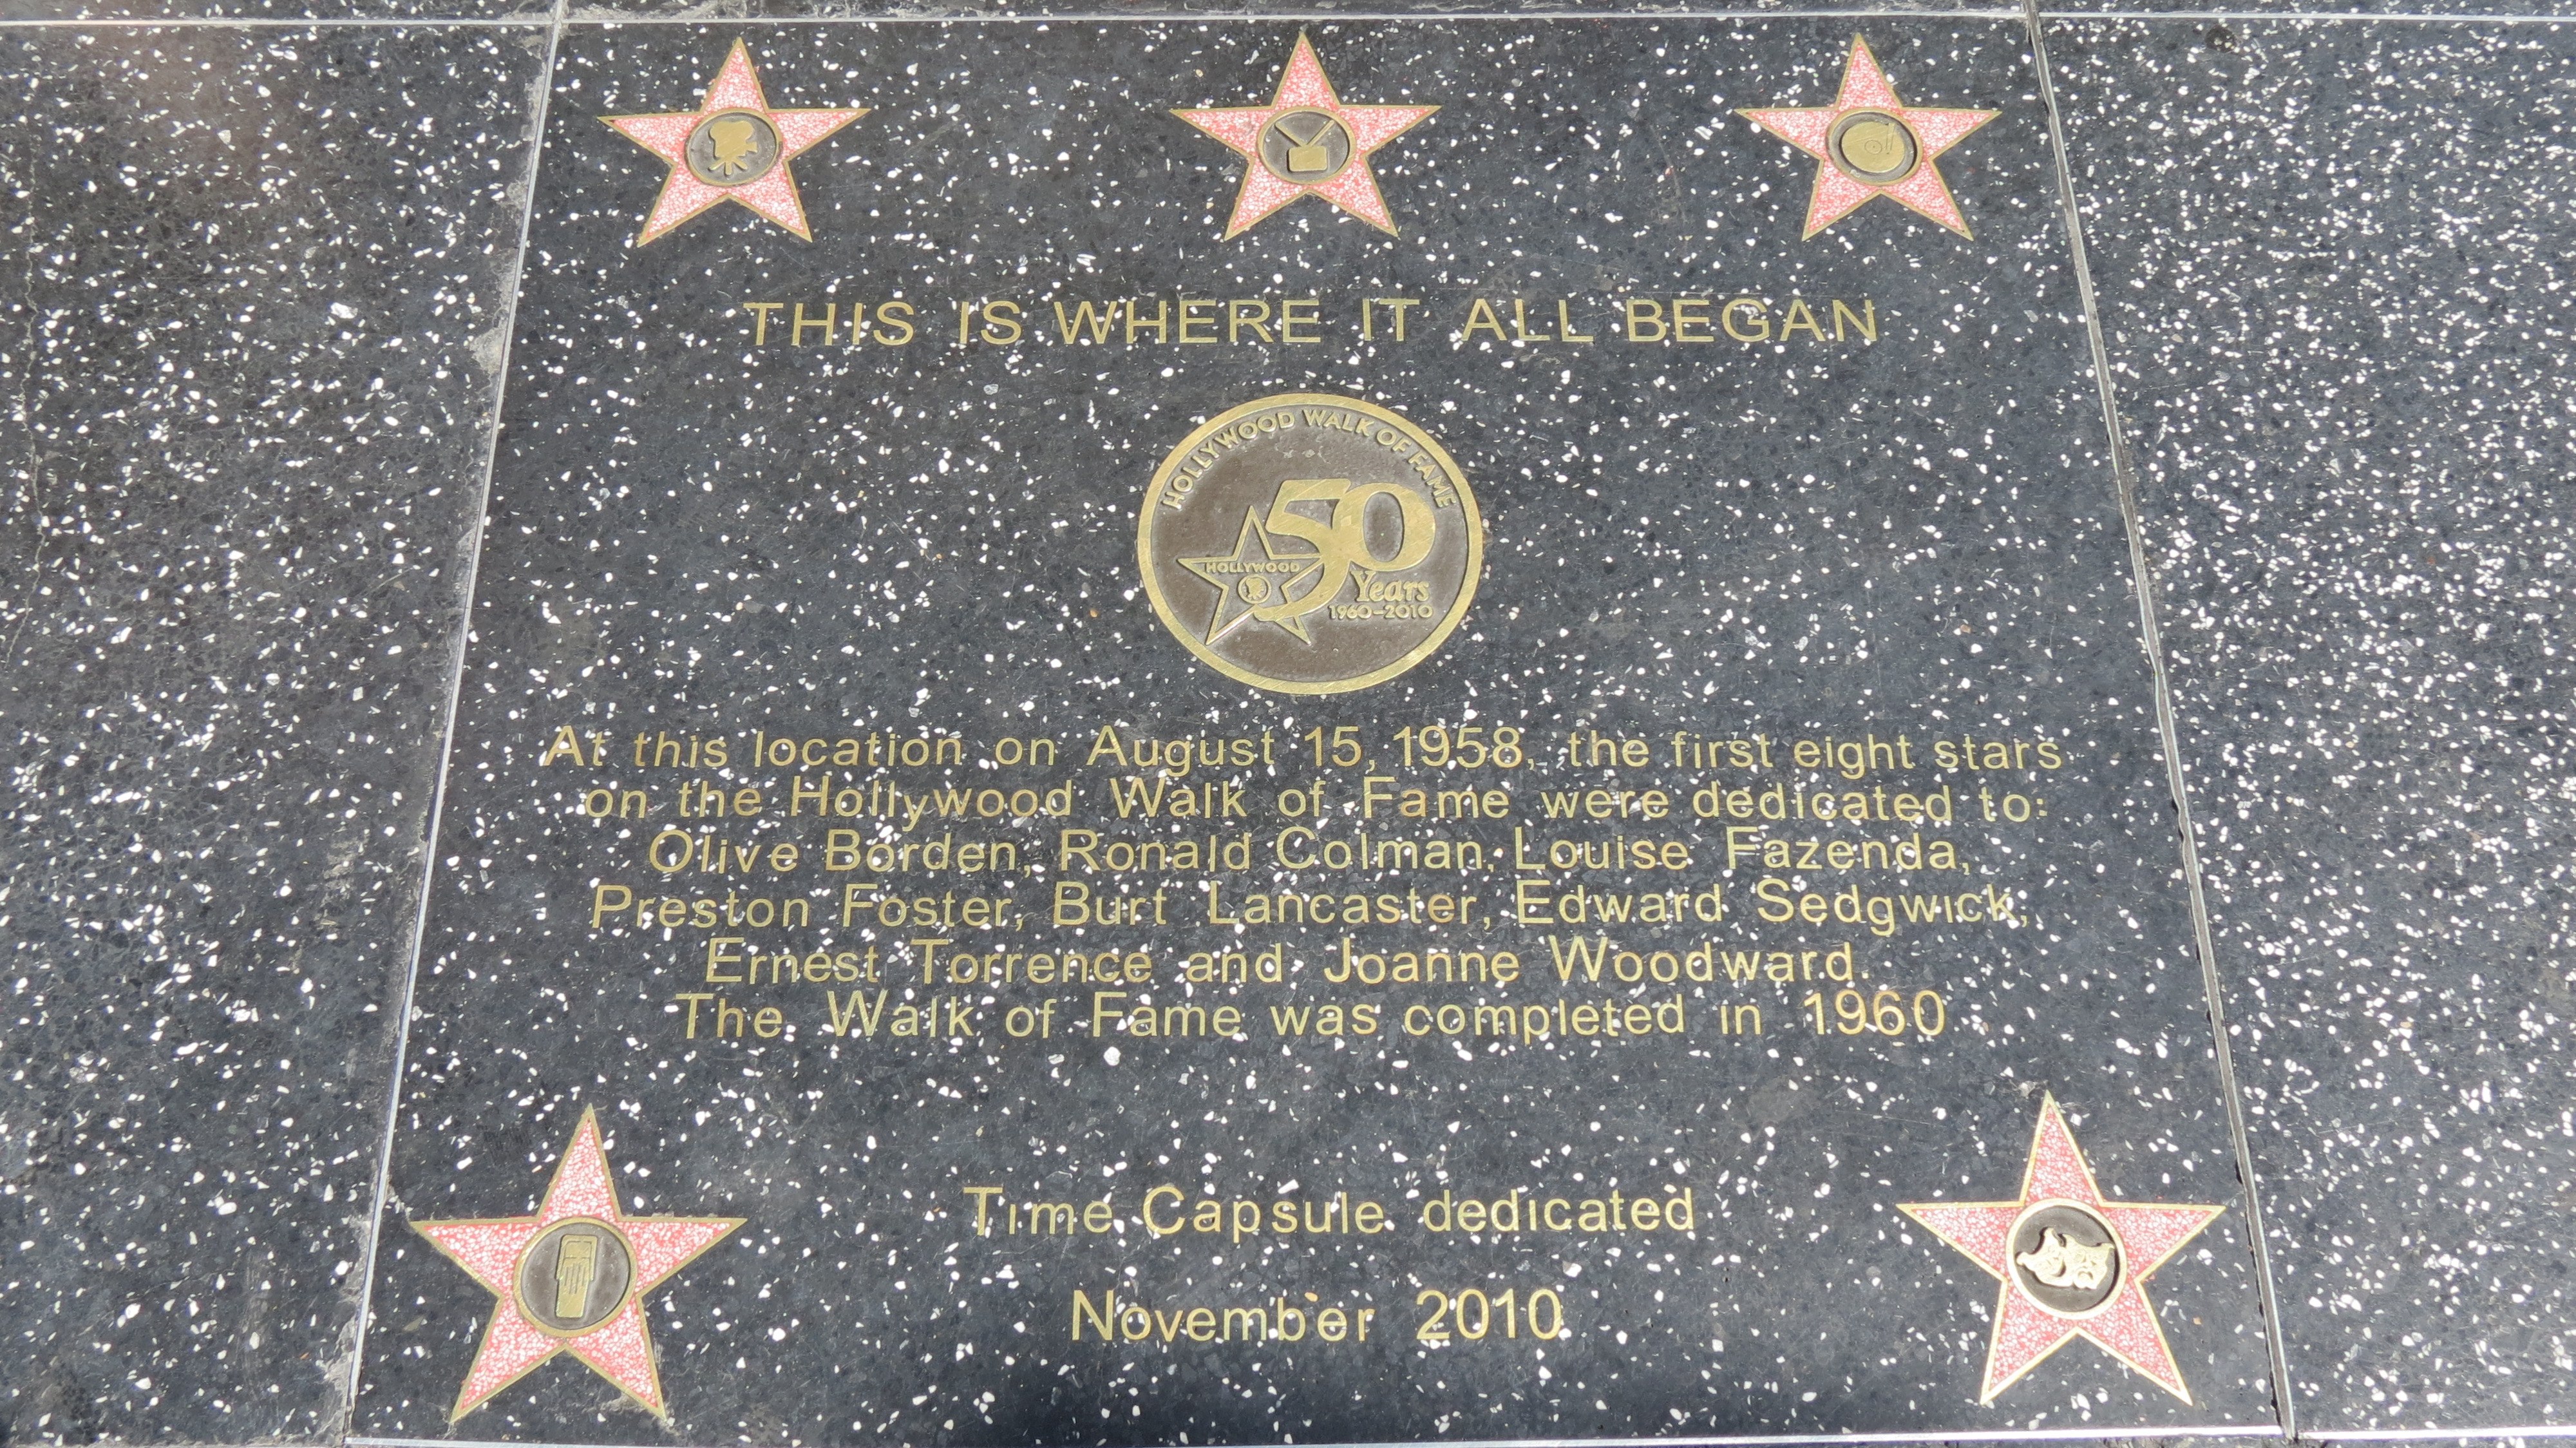 THIS IS WHERE IT ALL BEGAN
HOLLYWOOD WALK OF FAME
50
HOLLYWOOD
Years
1960-2010
At this location on August 15, 1958, the first eight stars
on the Hollywood Walk of Fame were dedicated to:
Olive Borden, Ronald Colman, Louise Fazenda,
Preston Foster, Burt Lancaster, Edward Sedgwick,
Ernest Torrence and Joanne Woodward.
The Walk of Fame was completed in 1960
Time Capsule dedicated
November 2010